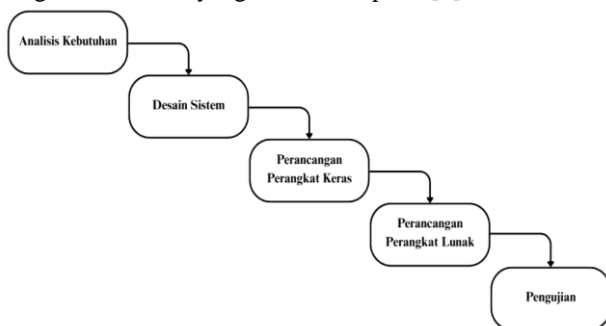 Analisis Kebutuhan
Desain Sistem
Perancangan
Perangkat Keras
Perancangan
Perangkat Lunak
Pengujian